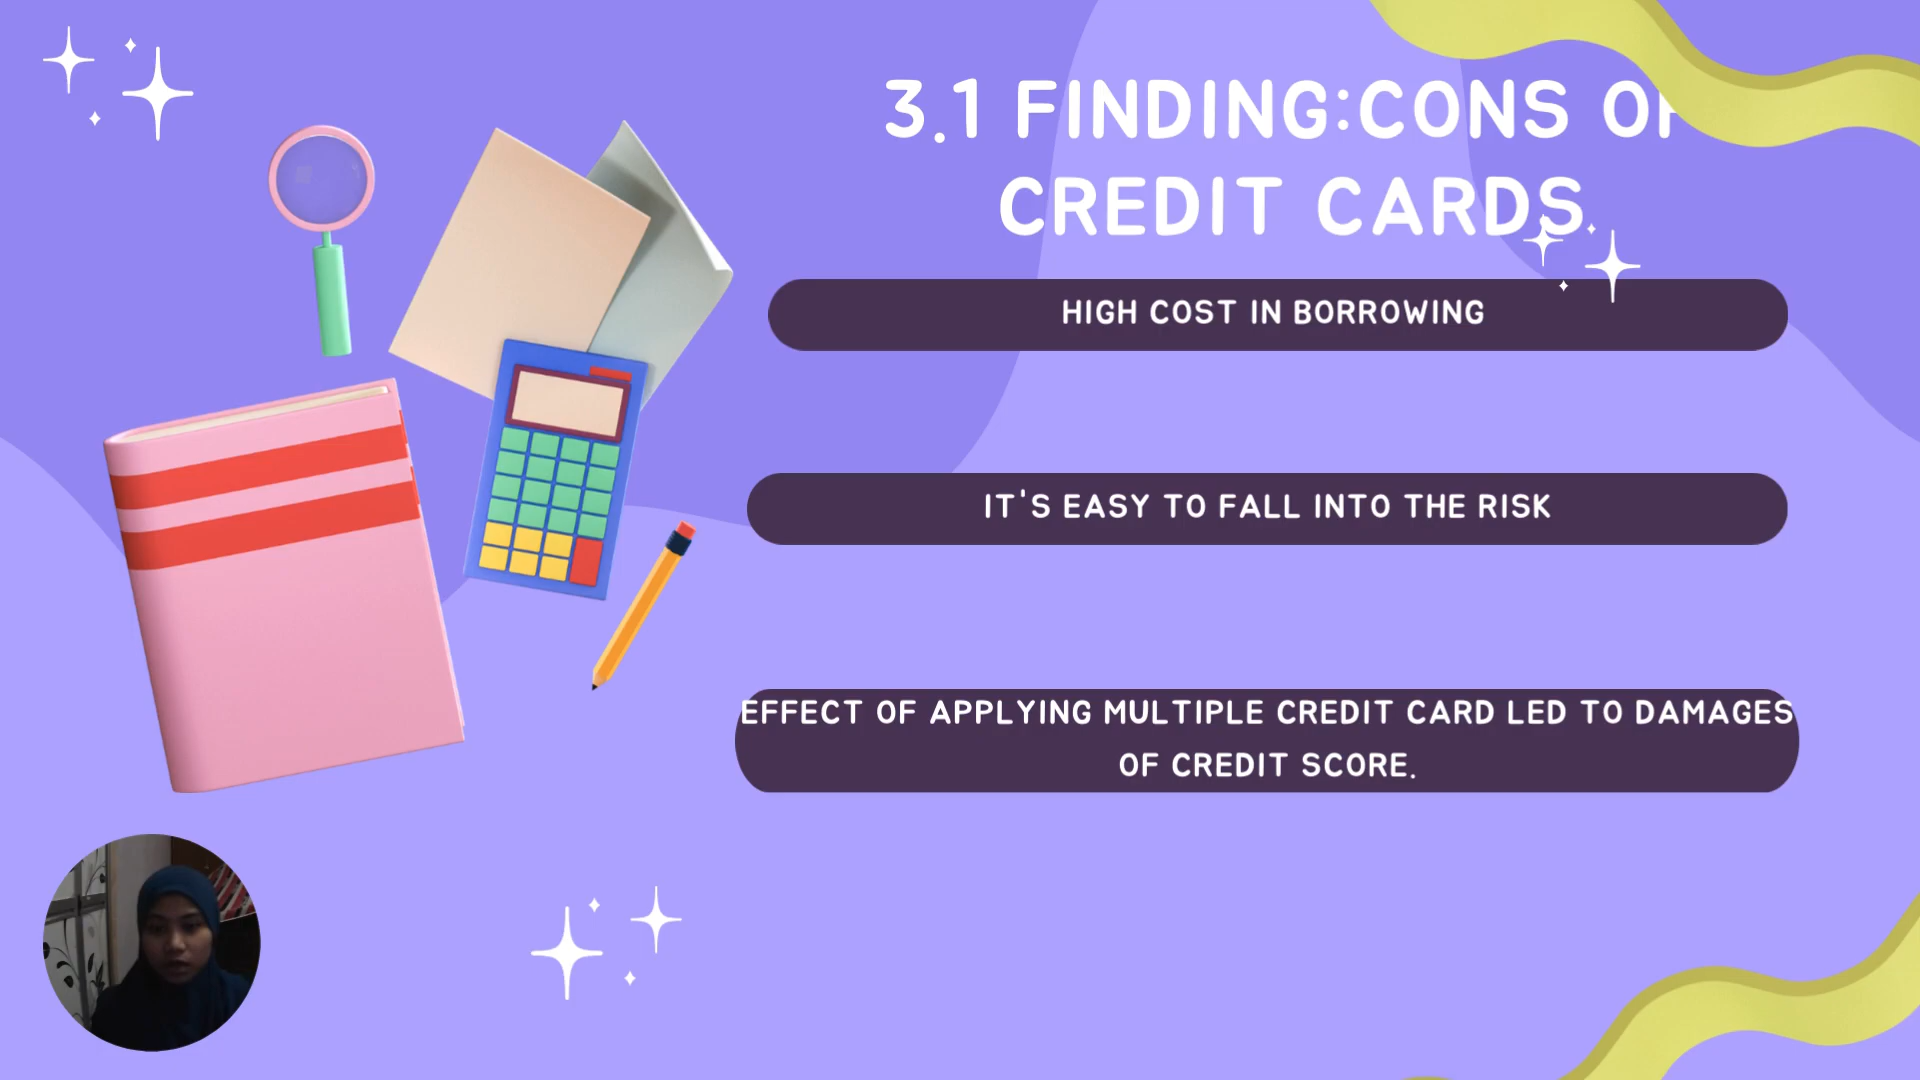 3.1 FINDING:CONS OF
CREDIT CARDS
HIGH COST IN BORROWING
IT'S EASY TO FALL INTO THE RISK
EFFECT OF APPLYING MULTIPLE CREDIT CARD LED TO DAMAGES
OF CREDIT SCORE.